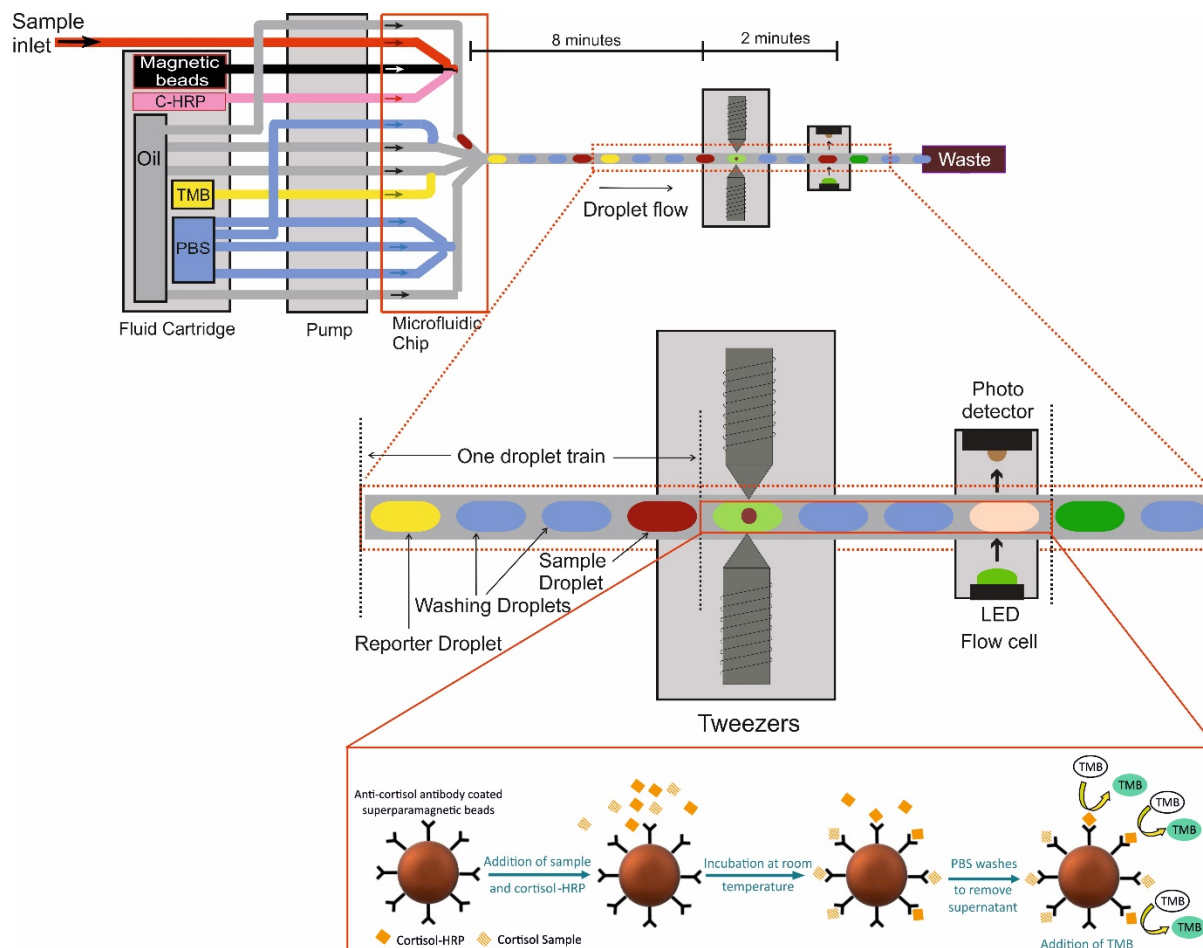 Sample
inlet
Magnetic
beads
C-HRP
Oil
TMB
PBS
Fluid Cartridge
Pump
Microfluidic
Chip
8 minutes
2 minutes
Waste
Droplet flow
One droplet train
Photo
detector
Sample
Droplet
Washing Droplets
Reporter Droplet
LED
Flow cell
Tweezers
Anti-cortisol antibody coated
superparamagnetic beads
Addition of sample
and cortisol-HRP
Incubation at room
temperature
PBS washes
to remove
supernatant
TMB
TMB
TMB
TMB
TMB
TMB
Addition of TMB
Cortisol-HRP
Cortisol Sample